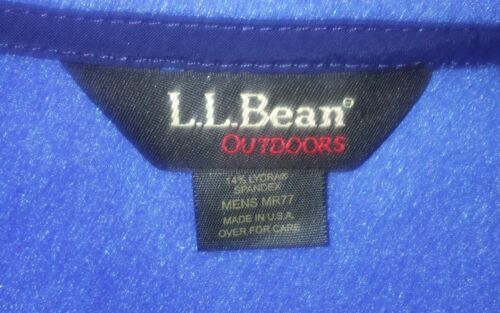 L.L.Bean®
OUTDOORS
14% LYCRA®
SPANDEX
MENS MR77
MADE IN U.S.A.
OVER FOR CARE